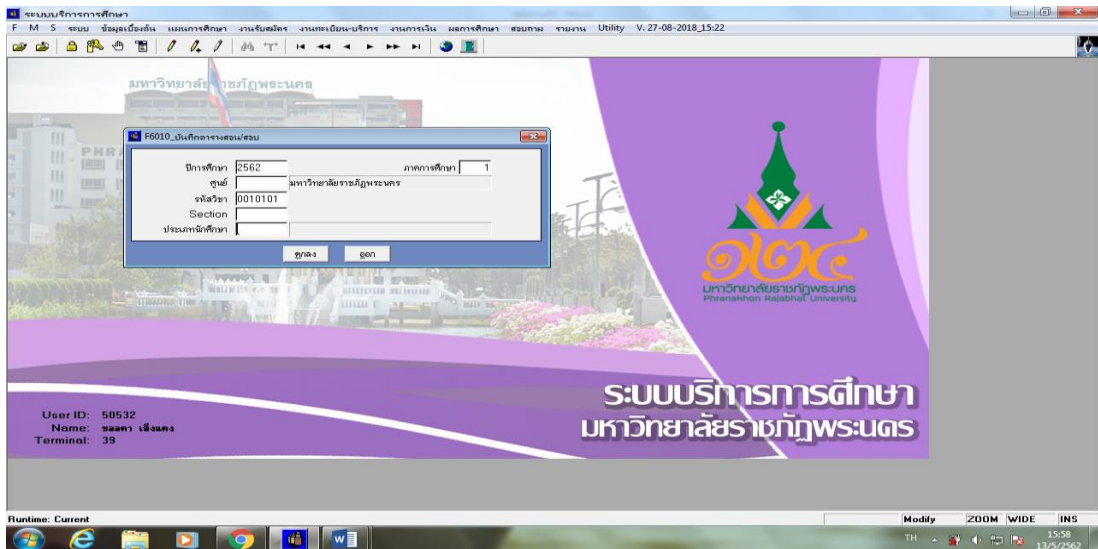 ระบบบริการการศึกษา
F M S ระบบ ข้อมูลเบื้องต้น แผนการศึกษา งานรับสมัคร งานทะเบียน-บริการ งานการเงิน ผลการศึกษา สอบถาม รายงาน Utility V. 27-08-2018_15:22
มหาวิทยาลัยราชภัฏพระนคร
F6010_บันทึกตารางสอน/สอบ
ปีการศึกษา 2562 ภาคการศึกษา 1
ศูนย์ มหาวิทยาลัยราชภัฏพระนคร
รหัสวิชา 0010101
Section
ประเภทนักศึกษา
ตกลง ออก
๑๒๔
มหาวิทยาลัยราชภัฏพระนคร
Phranakhon Rajabhat University
ระบบบริการการศึกษา
มหาวิทยาลัยราชภัฏพระนคร
User ID: 50532
Name: ชลลดา
Terminal: 39
Runtime: Current
Modify ZOOM WIDE INS
TH 15:58
13/5/2562